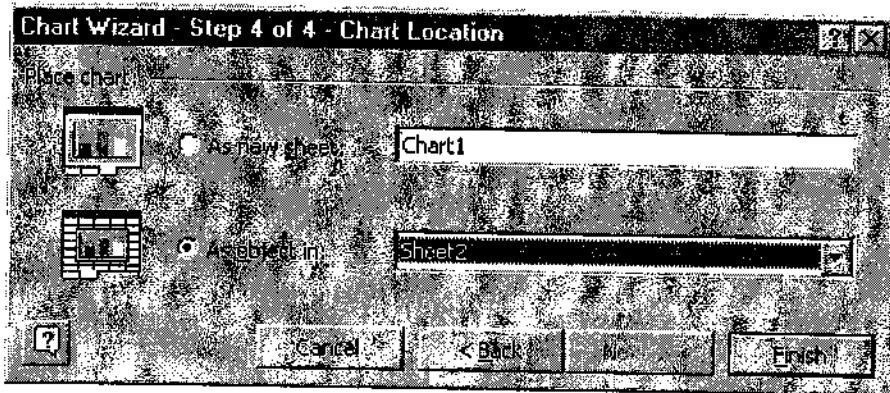 Chart Wizard - Step 4 of 4 - Chart Location
Place chart
As new sheet: Chart1
As object in: Sheet2
Cancel < Back Finish